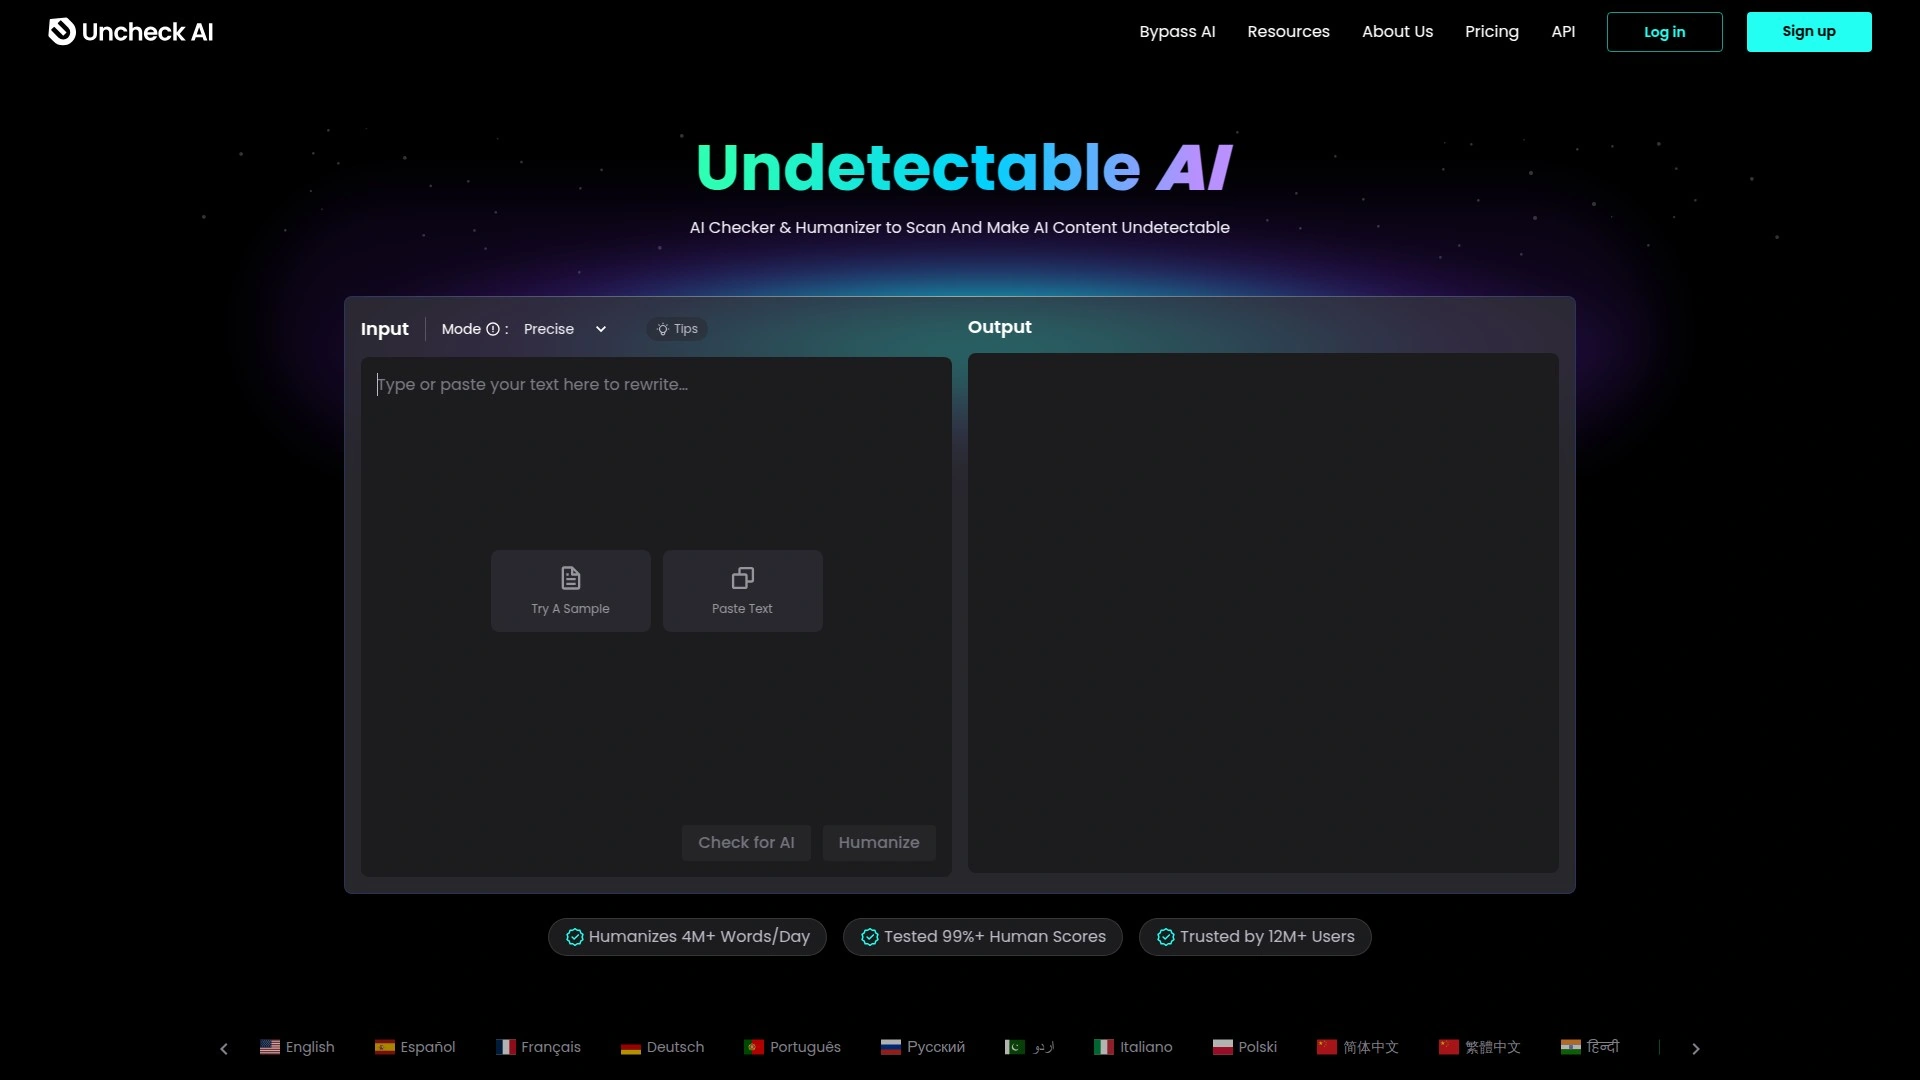 Uncheck AI
Bypass AI
Resources
About Us
Pricing
API
Log in
Sign up
Undetectable AI
AI Checker & Humanizer to Scan And Make AI Content Undetectable
Input
Mode :
Precise
Tips
Output
Type or paste your text here to rewrite...
Try A Sample
Paste Text
Check for AI
Humanize
Humanizes 4M+ Words/Day
Tested 99%+ Human Scores
Trusted by 12M+ Users
English
Español
Français
Deutsch
Português
Русский
اردو
Italiano
Polski
简体中文
繁體中文
हिन्दी